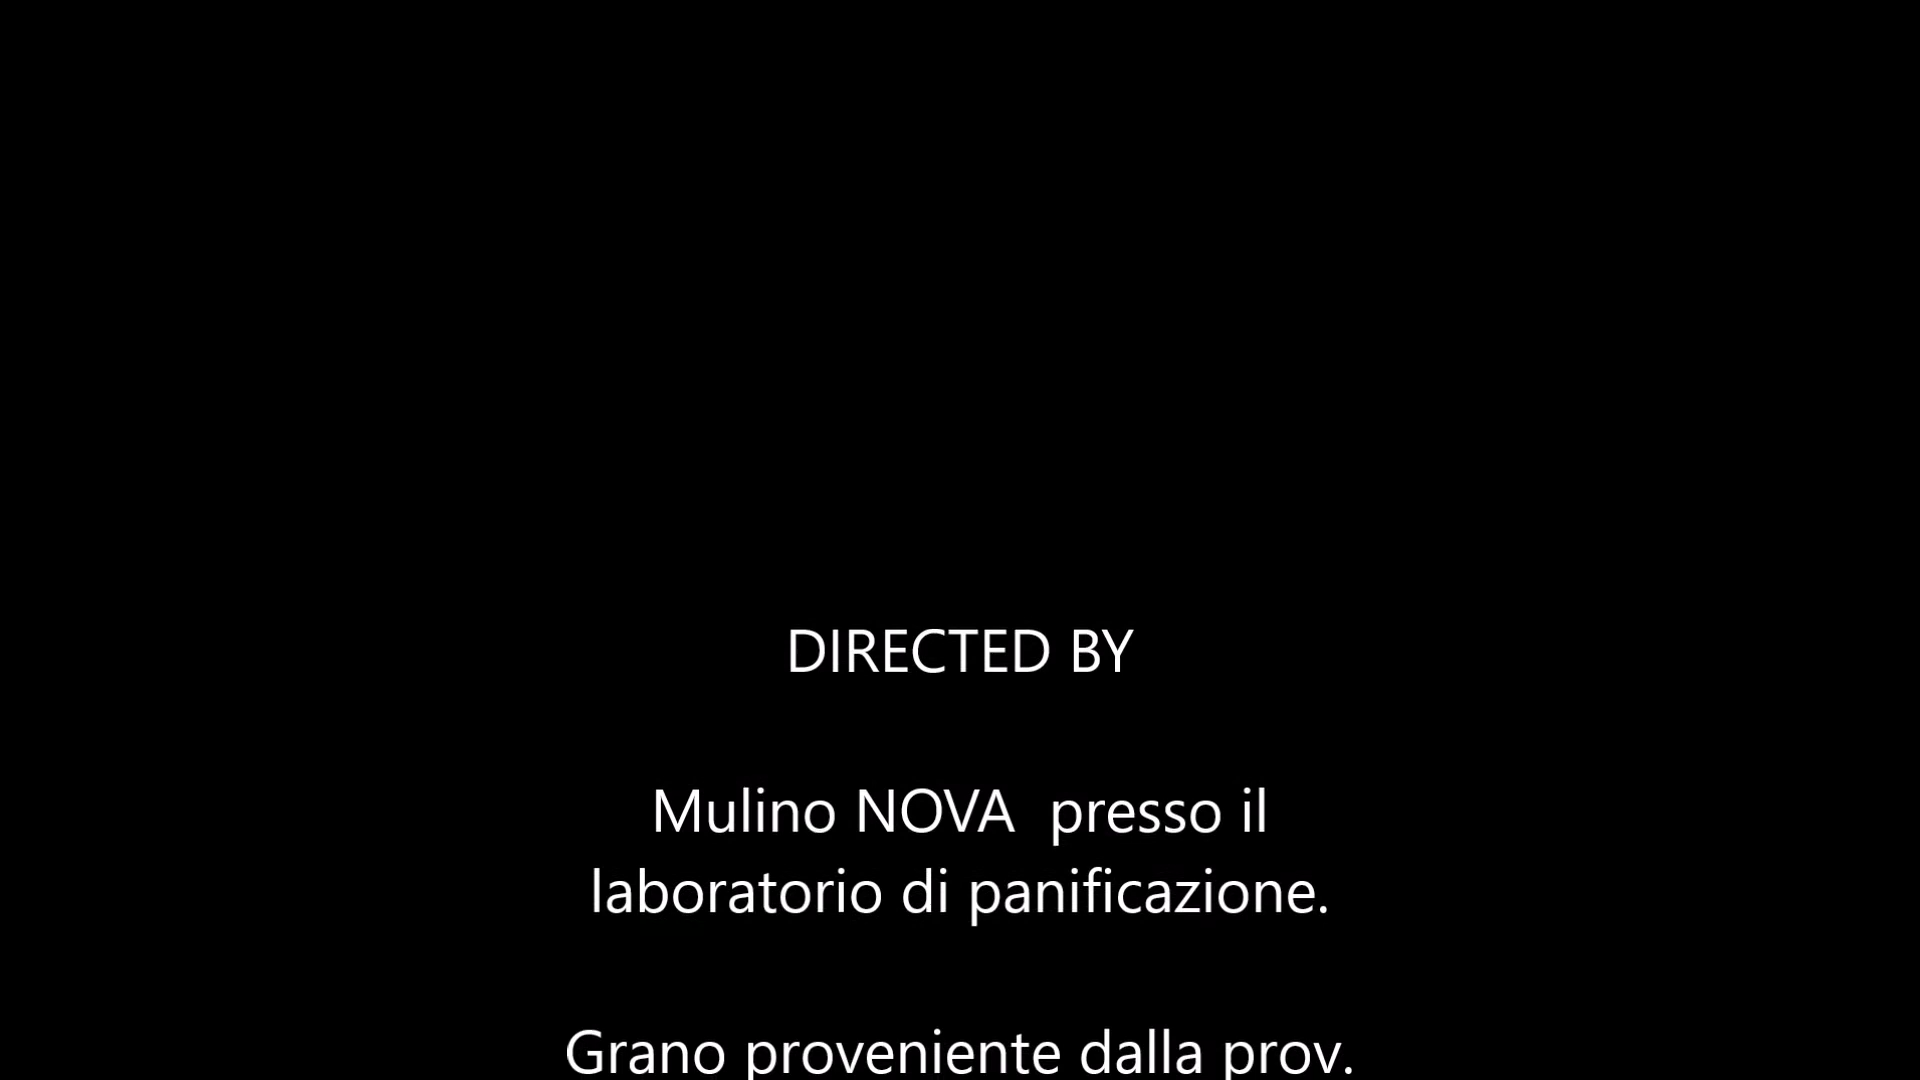 DIRECTED BY
Mulino NOVA  presso il
laboratorio di panificazione.
Grano proveniente dalla prov.